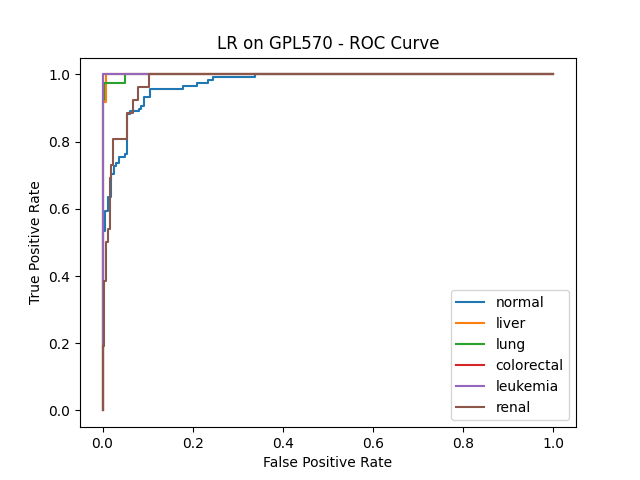 LR on GPL570 - ROC Curve
True Positive Rate
1.0
0.8
0.6
0.4
0.2
0.0
normal
liver
lung
colorectal
leukemia
renal
0.0 0.2 0.4 0.6 0.8 1.0
False Positive Rate